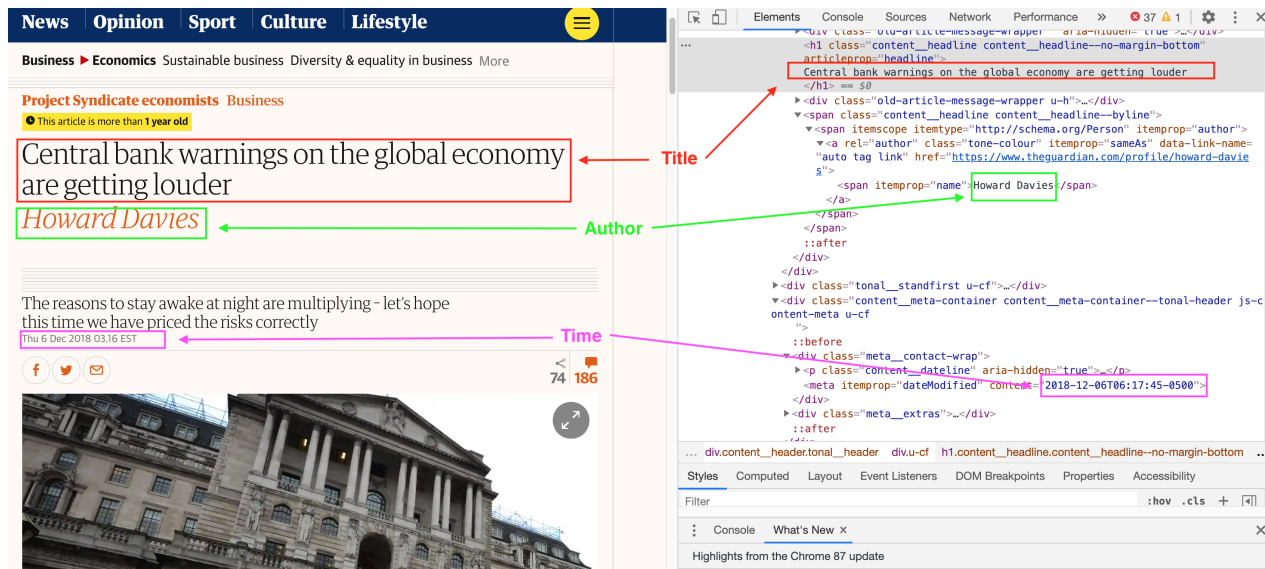 News Opinion Sport Culture Lifestyle
Business Economics Sustainable business Diversity & equality in business More
Project Syndicate economists Business
This article is more than 1 year old
Central bank warnings on the global economy
are getting louder
Howard Davies
The reasons to stay awake at night are multiplying – let's hope
this time we have priced the risks correctly
Thu 6 Dec 2018 03.16 EST
74 186
Title
Author
Time
Elements Console Sources Network Performance » 37 1
<div class="old-article-message-wrapper" aria-hidden="true">…</div>
… <h1 class="content__headline content__headline--no-margin-bottom"
articleprop="headline">
Central bank warnings on the global economy are getting louder
</h1> == $0
<div class="old-article-message-wrapper u-h">…</div>
<span class="content__headline content__headline--byline">
<span itemscope itemtype="http://schema.org/Person" itemprop="author">
<a rel="author" class="tone-colour" itemprop="sameAs" data-link-name=
"auto tag link" href="https://www.theguardian.com/profile/howard-davie
s">
<span itemprop="name">Howard Davies</span>
</a>
</span>
</span>
::after
</div>
</div>
<div class="tonal__standfirst u-cf">…</div>
<div class="content__meta-container content__meta-container--tonal-header js-c
ontent-meta u-cf
">
::before
<div class="meta__contact-wrap">
<p class="content__dateline" aria-hidden="true">…</p>
<meta itemprop="dateModified" content="2018-12-06T06:17:45-0500">
</div>
<div class="meta__extras">…</div>
::after
… div.content__header.tonal__header div.u-cf h1.content__headline.content__headline--no-margin-bottom ..
Styles Computed Layout Event Listeners DOM Breakpoints Properties Accessibility
Filter :hov .cls +
Console What's New ×
Highlights from the Chrome 87 update